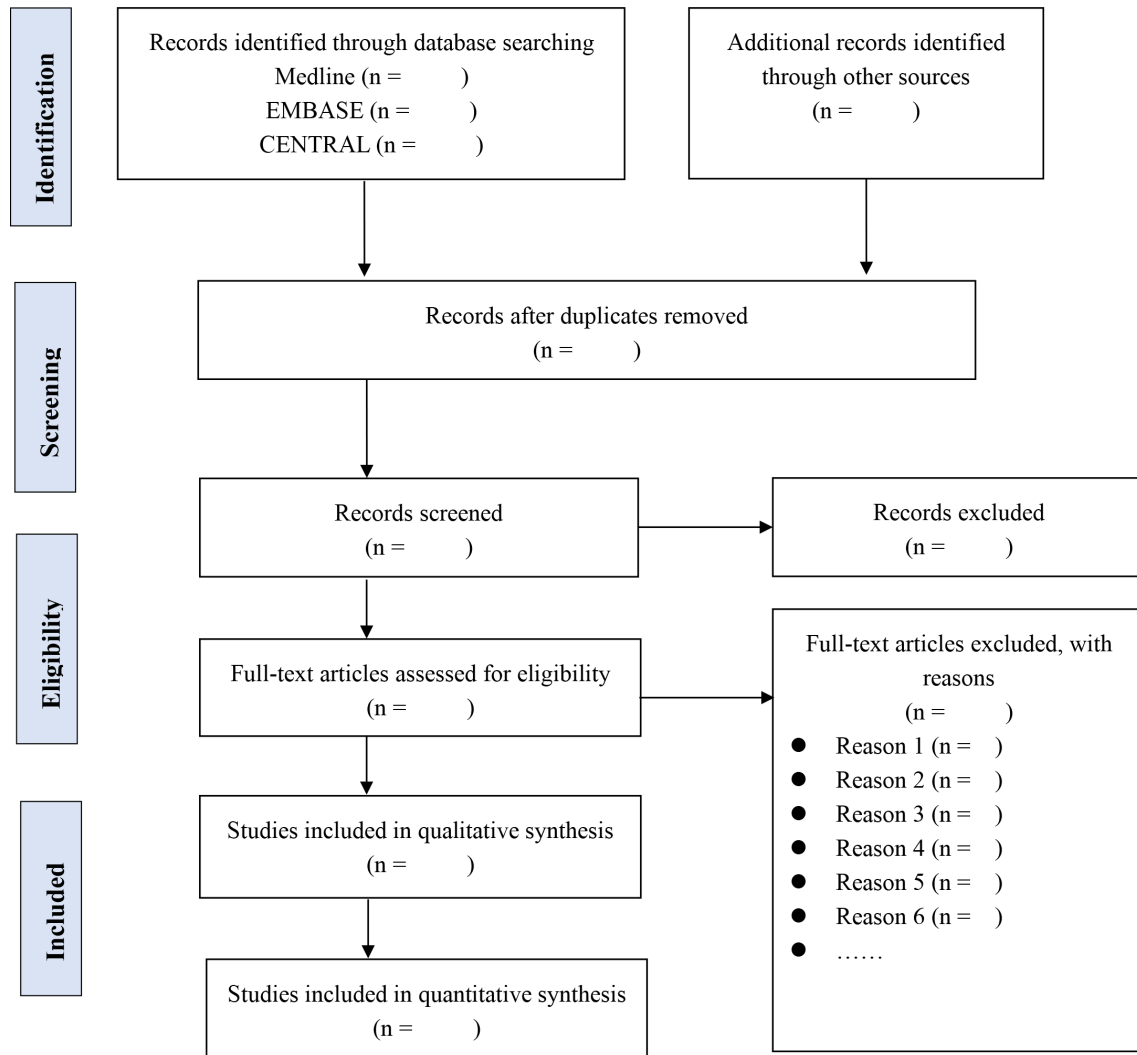 Identification
Records identified through database searching
Medline (n = )
EMBASE (n = )
CENTRAL (n = )
Additional records identified
through other sources
(n = )
Screening
Records after duplicates removed
(n = )
Records screened
(n = )
Records excluded
(n = )
Eligibility
Full-text articles assessed for eligibility
(n = )
Full-text articles excluded, with
reasons
(n = )
● Reason 1 (n = )
● Reason 2 (n = )
● Reason 3 (n = )
● Reason 4 (n = )
● Reason 5 (n = )
● Reason 6 (n = )
● ……
Included
Studies included in qualitative synthesis
(n = )
Studies included in quantitative synthesis
(n = )